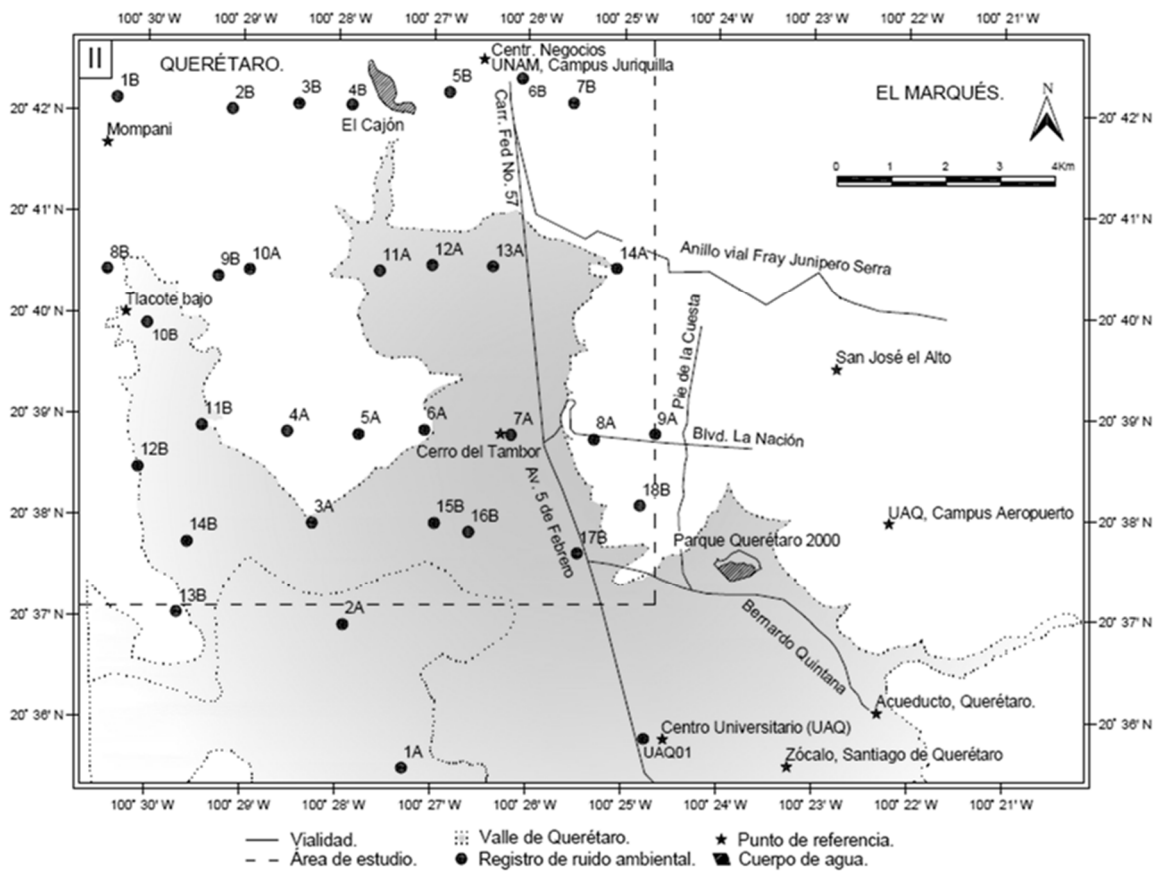 100° 30' W 100° 29' W 100° 28' W 100° 27' W 100° 26' W 100° 25' W 100° 24' W 100° 23' W 100° 22' W 100° 21' W
II
QUERÉTARO.
Centr. Negocios
UNAM, Campus Juriquilla
EL MARQUÉS.
N
1B
2B
3B
4B
5B
6B
7B
El Cajón
Mompani
0 1 2 3 4Km
20° 42' N
20° 42' N
Carr. Fed No. 57
20° 41' N
20° 41' N
Anillo vial Fray Junipero Serra
8B
9B
10A
11A
12A
13A
14A
Tlacote bajo
10B
20° 40' N
20° 40' N
Pie de la Cuesta
San José el Alto
20° 39' N
20° 39' N
11B
4A
5A
6A
7A
8A
9A
Blvd. La Nación
Cerro del Tambor
12B
Av. 5 de Febrero
18B
3A
15B
16B
14B
17B
UAQ, Campus Aeropuerto
Parque Querétaro 2000
20° 38' N
20° 38' N
13B
2A
Bernardo Quintana
20° 37' N
20° 37' N
Acueducto, Querétaro.
20° 36' N
20° 36' N
Centro Universitario (UAQ)
UAQ01
1A
Zócalo, Santiago de Querétaro
100° 30' W 100° 29' W 100° 28' W 100° 27' W 100° 26' W 100° 25' W 100° 24' W 100° 23' W 100° 22' W 100° 21' W
Vialidad.
Valle de Querétaro.
Punto de referencia.
Área de estudio.
Registro de ruido ambiental.
Cuerpo de agua.